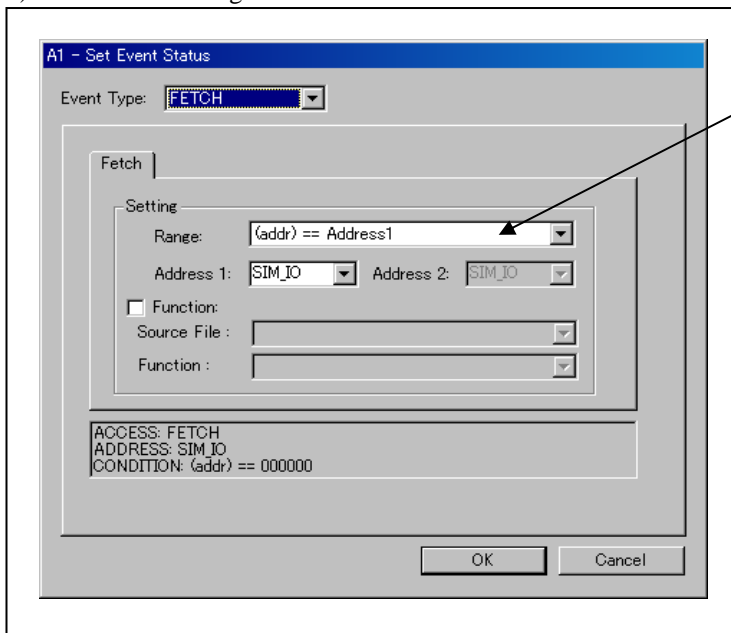 A1 - Set Event Status
Event Type: FETCH
Fetch
Setting
Range: (addr) == Address1
Address 1: SIM_IO Address 2: SIM_IO
Function:
Source File :
Function :
ACCESS: FETCH
ADDRESS: SIM_IO
CONDITION: (addr) == 000000
OK Cancel